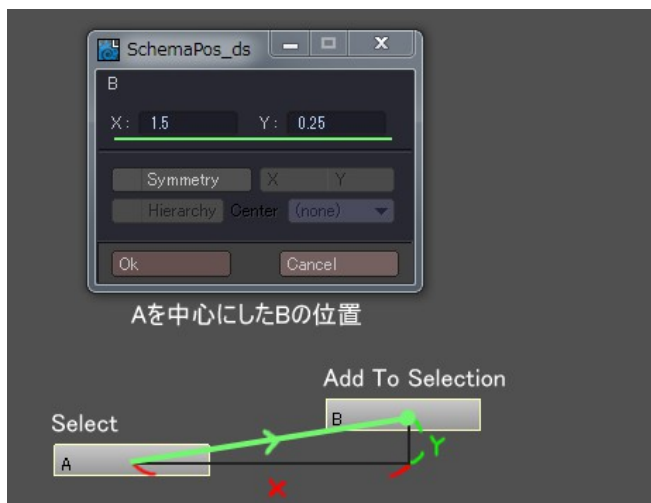 SchemaPos_ds
B
X: 1.5 Y: 0.25
Symmetry X Y
Hierarchy Center (none)
Ok Cancel
Aを中心にしたBの位置
Add To Selection
Select
B
A
Y
X